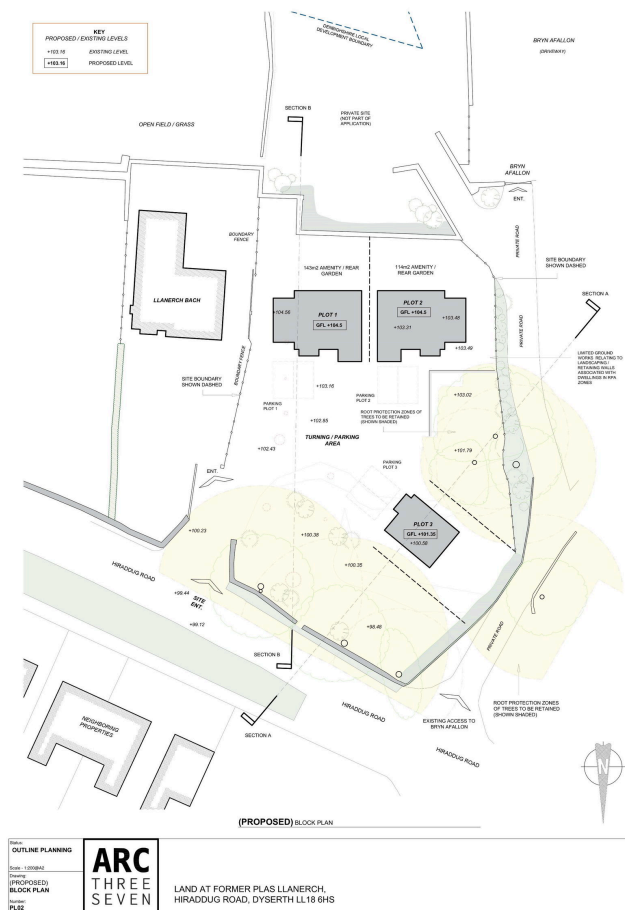 KEY
PROPOSED / EXISTING LEVELS
+103.16 EXISTING LEVEL
+103.16 PROPOSED LEVEL
DENBIGHSHIRE LOCAL
DEVELOPMENT BOUNDARY
BRYN AFALLON
(DRIVEWAY)
SECTION B
PRIVATE SITE
(NOT PART OF
APPLICATION)
OPEN FIELD / GRASS
BRYN
AFALLON
ENT.
PRIVATE ROAD
BOUNDARY
FENCE
143m2 AMENITY / REAR
GARDEN
114m2 AMENITY /
REAR GARDEN
SITE BOUNDARY
SHOWN DASHED
SECTION A
LLANERCH BACH
+104.56
PLOT 1
GFL +104.5
PLOT 2
GFL +104.5
+103.31
+103.48
+103.49
PRIVATE ROAD
BOUNDARY FENCE
LIMITED GROUND
WORKS RELATING TO
LANDSCAPING /
RETAINING WALLS
ASSOCIATED WITH
DWELLINGS IN RPA
ZONES
SITE BOUNDARY
SHOWN DASHED
+103.16
PARKING
PLOT 1
PARKING
PLOT 2
+103.02
ROOT PROTECTION ZONES OF
TREES TO BE RETAINED
(SHOWN SHADED)
+102.85
TURNING / PARKING
AREA
+102.43
+101.79
PARKING
PLOT 3
ENT.
PLOT 3
GFL +101.35
+100.58
+100.23
+100.36
+100.35
HIRADDUG ROAD
+99.44
SITE
ENT.
+99.12
+98.46
PRIVATE ROAD
SECTION B
ROOT PROTECTION ZONES
OF TREES TO BE RETAINED
(SHOWN SHADED)
HIRADDUG ROAD
EXISTING ACCESS TO
BRYN AFALLON
NEIGHBORING
PROPERTIES
SECTION A
HIRADDUG ROAD
N
(PROPOSED) BLOCK PLAN
Status:
OUTLINE PLANNING
Scale - 1:200@A2
Drawing:
(PROPOSED)
BLOCK PLAN
Number:
PL02
ARC
THREE
SEVEN
LAND AT FORMER PLAS LLANERCH,
HIRADDUG ROAD, DYSERTH LL18 6HS